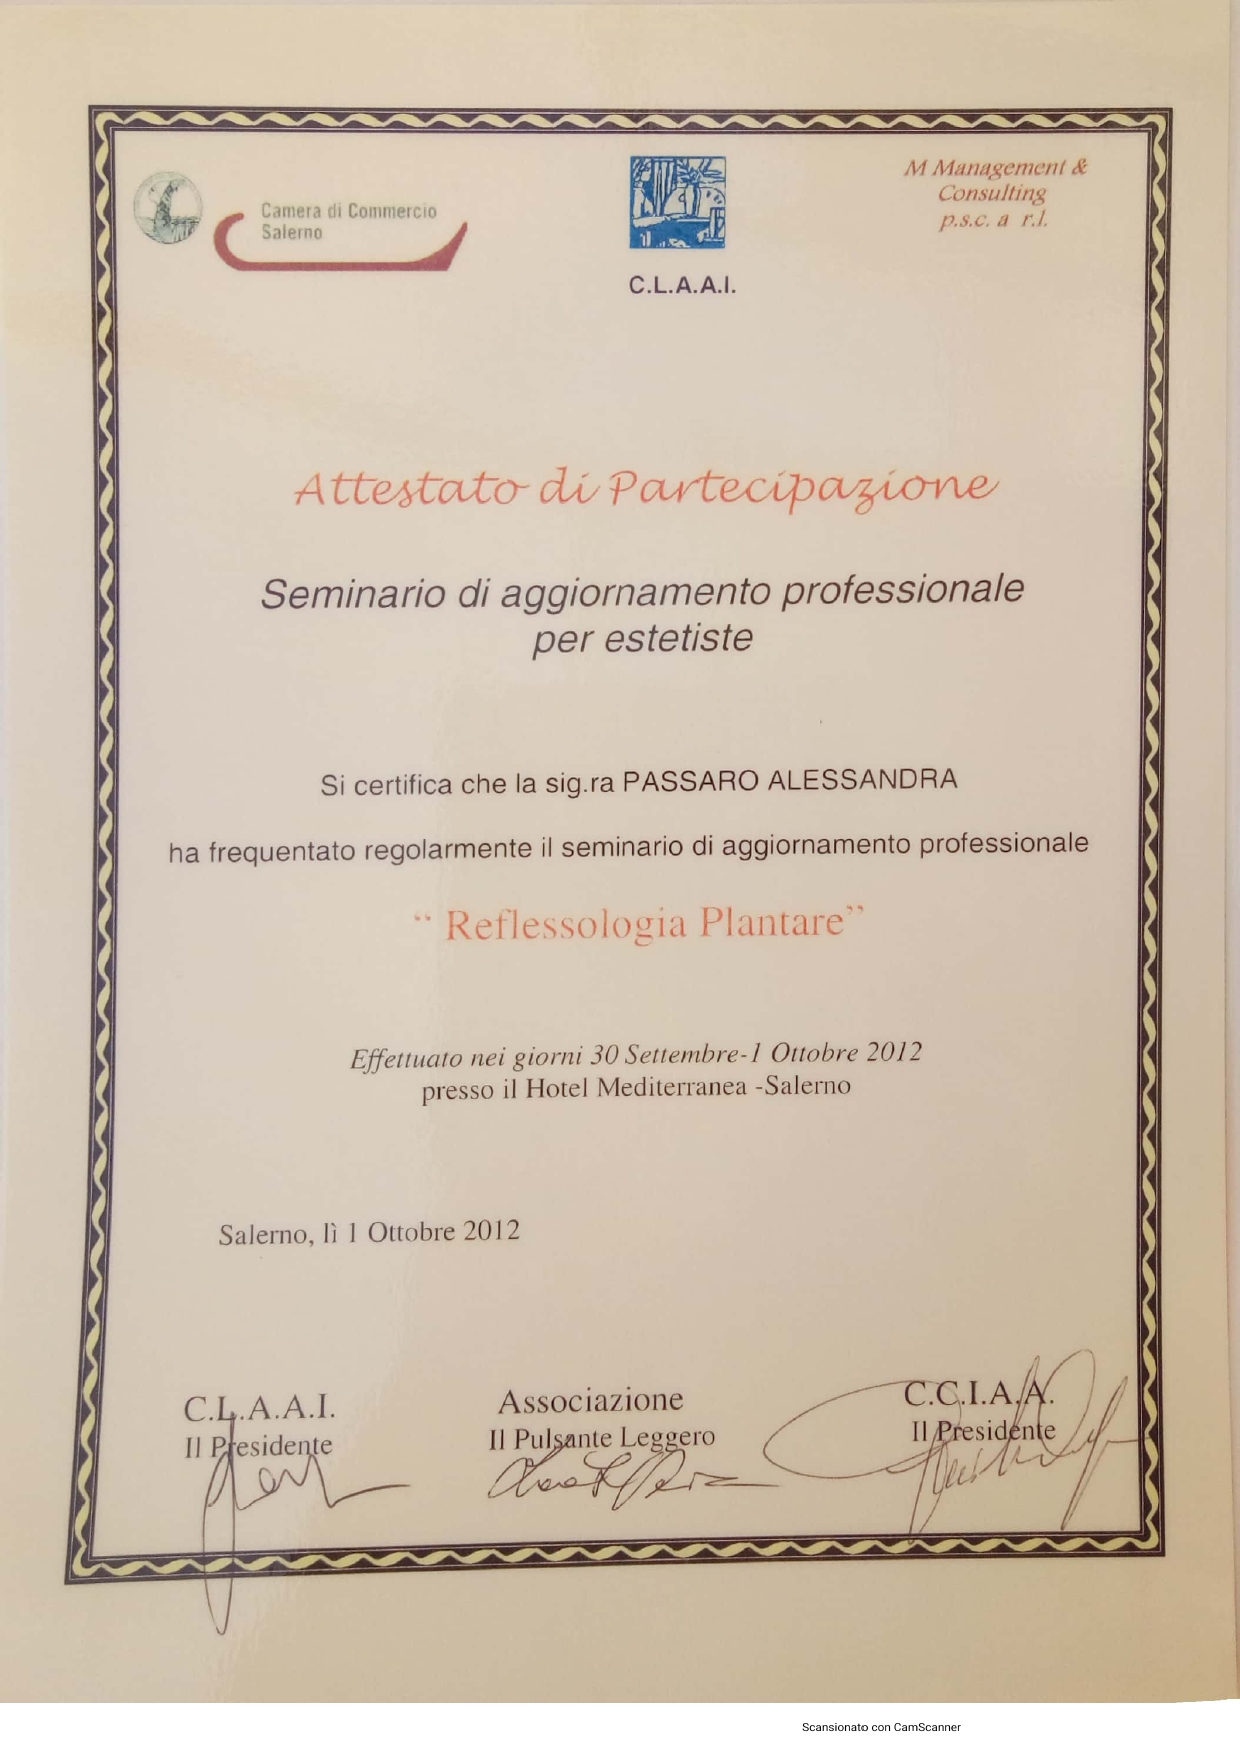 Camera di Commercio
Salerno
C.L.A.A.I.
M Management &
Consulting
p.s.c. a r.l.
Attestato di Partecipazione
Seminario di aggiornamento professionale
per estetiste
Si certifica che la sig.ra PASSARO ALESSANDRA
ha frequentato regolarmente il seminario di aggiornamento professionale
“ Reflessologia Plantare”
Effettuato nei giorni 30 Settembre-1 Ottobre 2012
presso il Hotel Mediterranea -Salerno
Salerno, lì 1 Ottobre 2012
C.L.A.A.I.
Il Presidente
Associazione
Il Pulsante Leggero
C.C.I.A.A.
Il Presidente
Scansionato con CamScanner